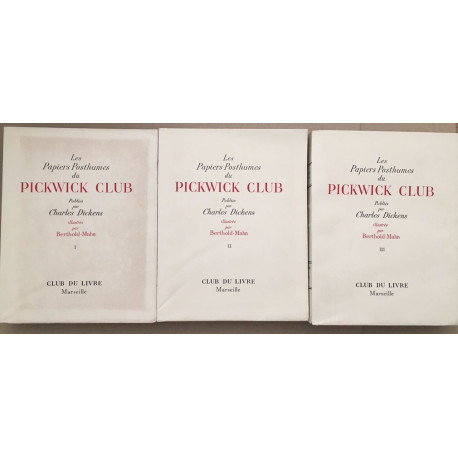 Les
Papiers Posthumes
du
PICKWICK CLUB
Publiés
par
Charles Dickens
illustrés
par
Berthold-Mahn
I
CLUB DU LIVRE
Marseille
Les
Papiers Posthumes
du
PICKWICK CLUB
Publiés
par
Charles Dickens
illustrés
par
Berthold-Mahn
II
CLUB DU LIVRE
Marseille
Les
Papiers Posthumes
du
PICKWICK CLUB
Publiés
par
Charles Dickens
illustrés
par
Berthold-Mahn
III
CLUB DU LIVRE
Marseille